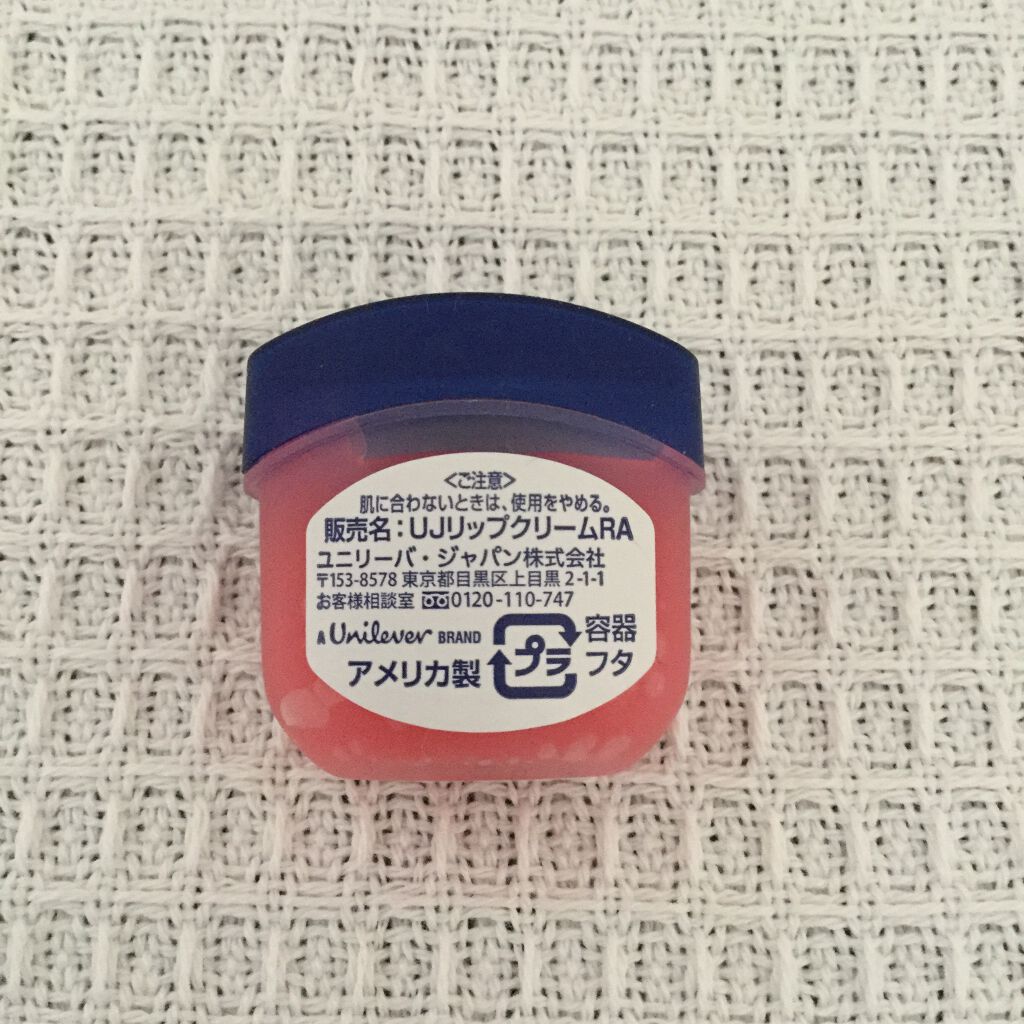 <ご注意>
肌に合わないときは、使用をやめる。
販売名:UJリップクリームRA
ユニリーバ・ジャパン株式会社
〒153-8578 東京都目黒区上目黒 2-1-1
お客様相談室 0120-110-747
A Unilever BRAND
アメリカ製
プラ
容器
フタ